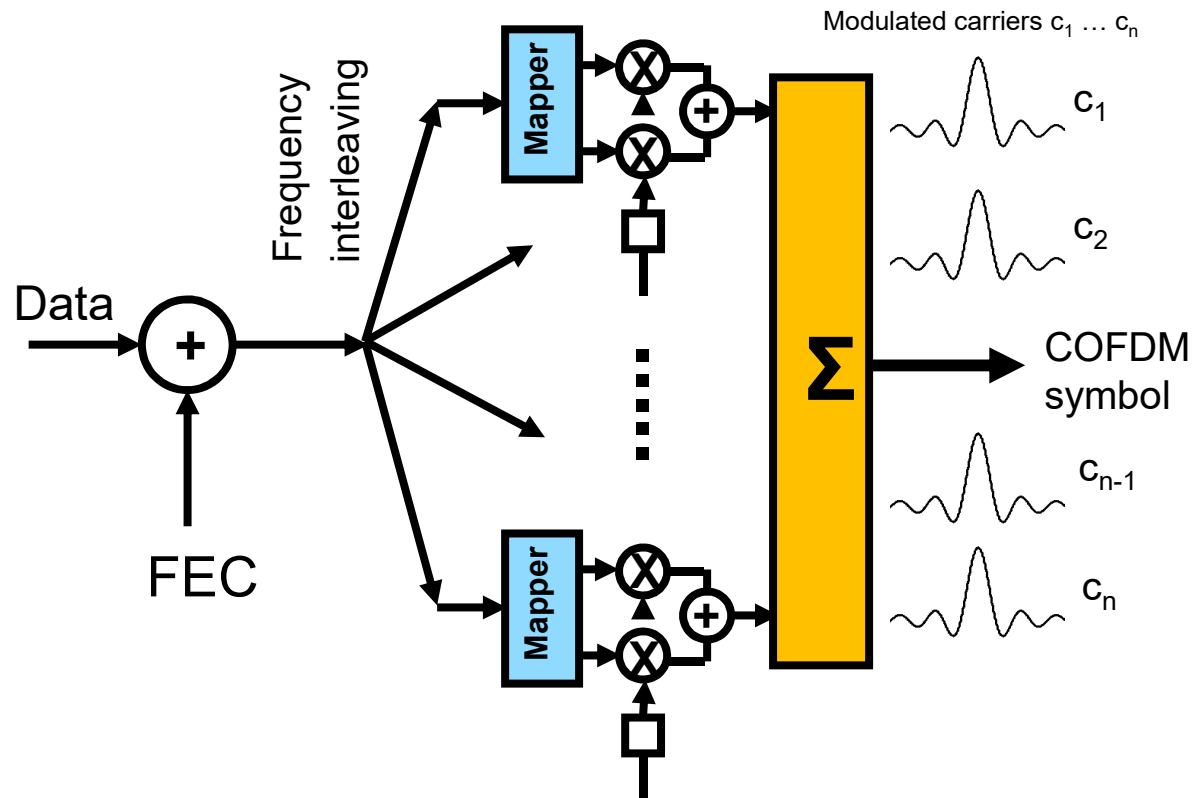 Modulated carriers c₁ … cₙ
Frequency
interleaving
Mapper
X
X
+
c₁
c₂
Data
+
FEC
Σ
COFDM
symbol
cₙ₋₁
cₙ
Mapper
X
X
+